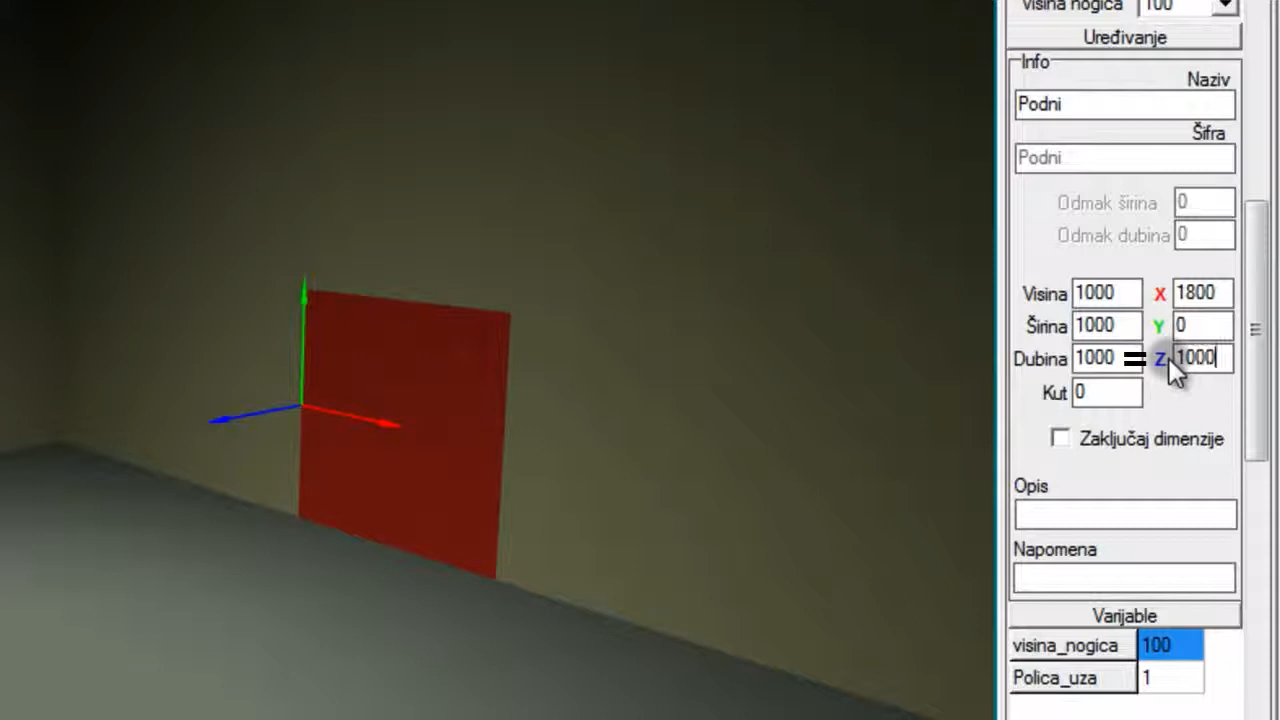 visina nogica 100
Uređivanje
Info
Naziv
Podni
Šifra
Podni
Odmak širina 0
Odmak dubina 0
Visina 1000 X 1800
Širina 1000 Y 0
Dubina 1000 = Z 1000
Kut 0
Zaključaj dimenzije
Opis
Napomena
Varijable
visina_nogica 100
Polica_uza 1